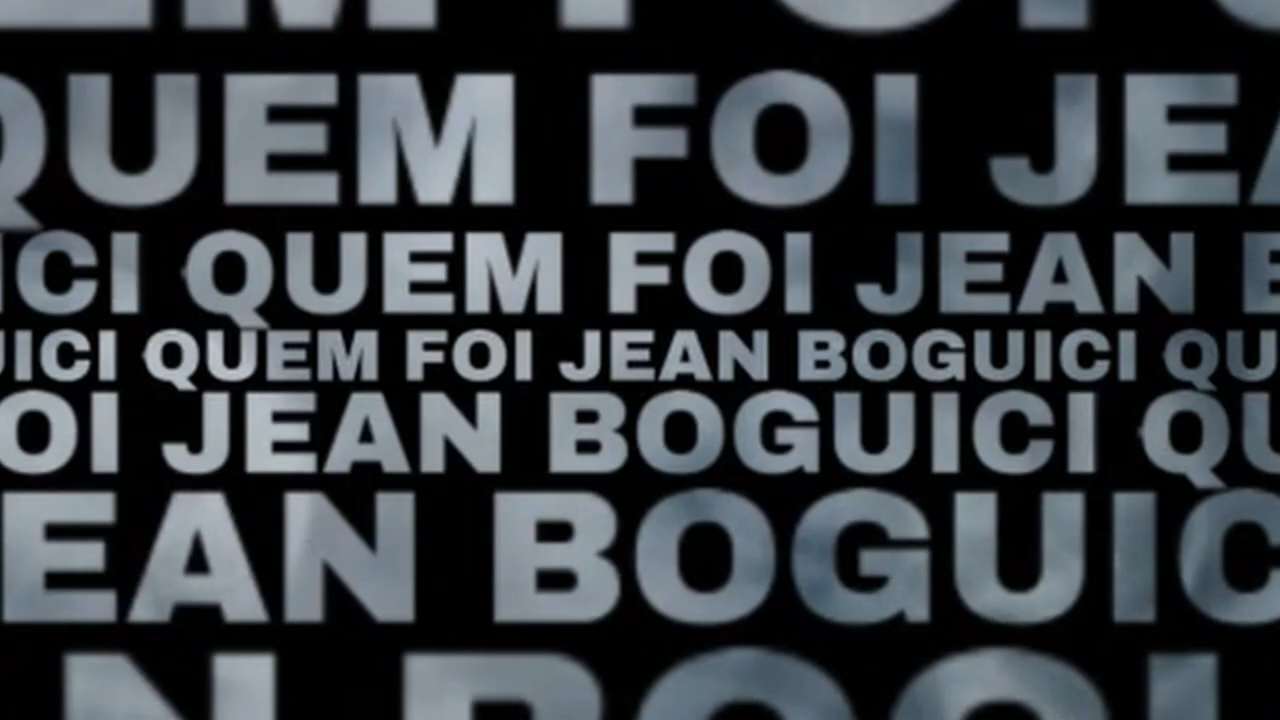 QUEM FOI JEA
ICI QUEM FOI JEAN B
UICI QUEM FOI JEAN BOGUICI QU
OI JEAN BOGUICI QU
EAN BOGUIC